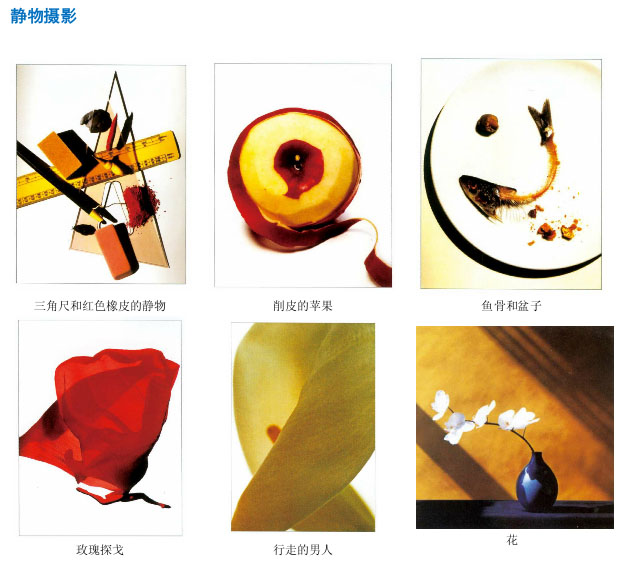 静物摄影
三角尺和红色橡皮的静物
削皮的苹果
鱼骨和盆子
玫瑰探戈
行走的男人
花